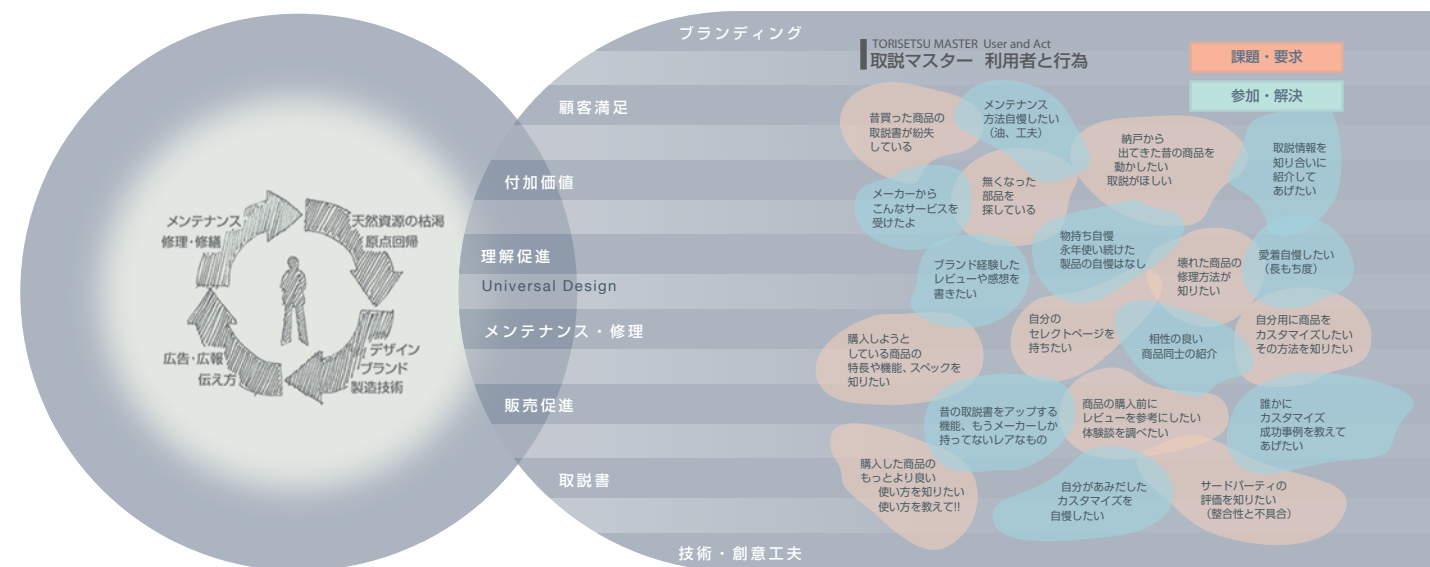 メンテナンス
修理・修繕
天然資源の枯渇
原点回帰
広告・広報
伝え方
デザイン
ブランド
製造技術
ブランディング
顧客満足
付加価値
理解促進
Universal Design
メンテナンス・修理
販売促進
取説書
技術・創意工夫
TORISETSU MASTER User and Act
取説マスター 利用者と行為
課題・要求
参加・解決
昔買った商品の
取説書が紛失
している
メンテナンス
方法自慢したい
（油、工夫）
納戸から
出てきた昔の商品を
動かしたい
取説がほしい
取説情報を
知り合いに
紹介して
あげたい
メーカーから
こんなサービスを
受けたよ
無くなった
部品を
探している
物持ち自慢
永年使い続けた
製品の自慢はなし
ブランド経験した
レビューや感想を
書きたい
壊れた商品の
修理方法が
知りたい
愛着自慢したい
（長もち度）
購入しようと
している商品の
特長や機能、スペックを
知りたい
自分の
セレクトページを
持ちたい
相性の良い
商品同士の紹介
自分用に商品を
カスタマイズしたい
その方法を知りたい
昔の取説書をアップする
機能、もうメーカーしか
持ってないレアなもの
商品の購入前に
レビューを参考にしたい
体験談を調べたい
誰かに
カスタマイズ
成功事例を教えて
あげたい
購入した商品の
もっとより良い
使い方を知りたい
使い方を教えて!!
自分があみだした
カスタマイズを
自慢したい
サードパーティの
評価を知りたい
（整合性と不具合）